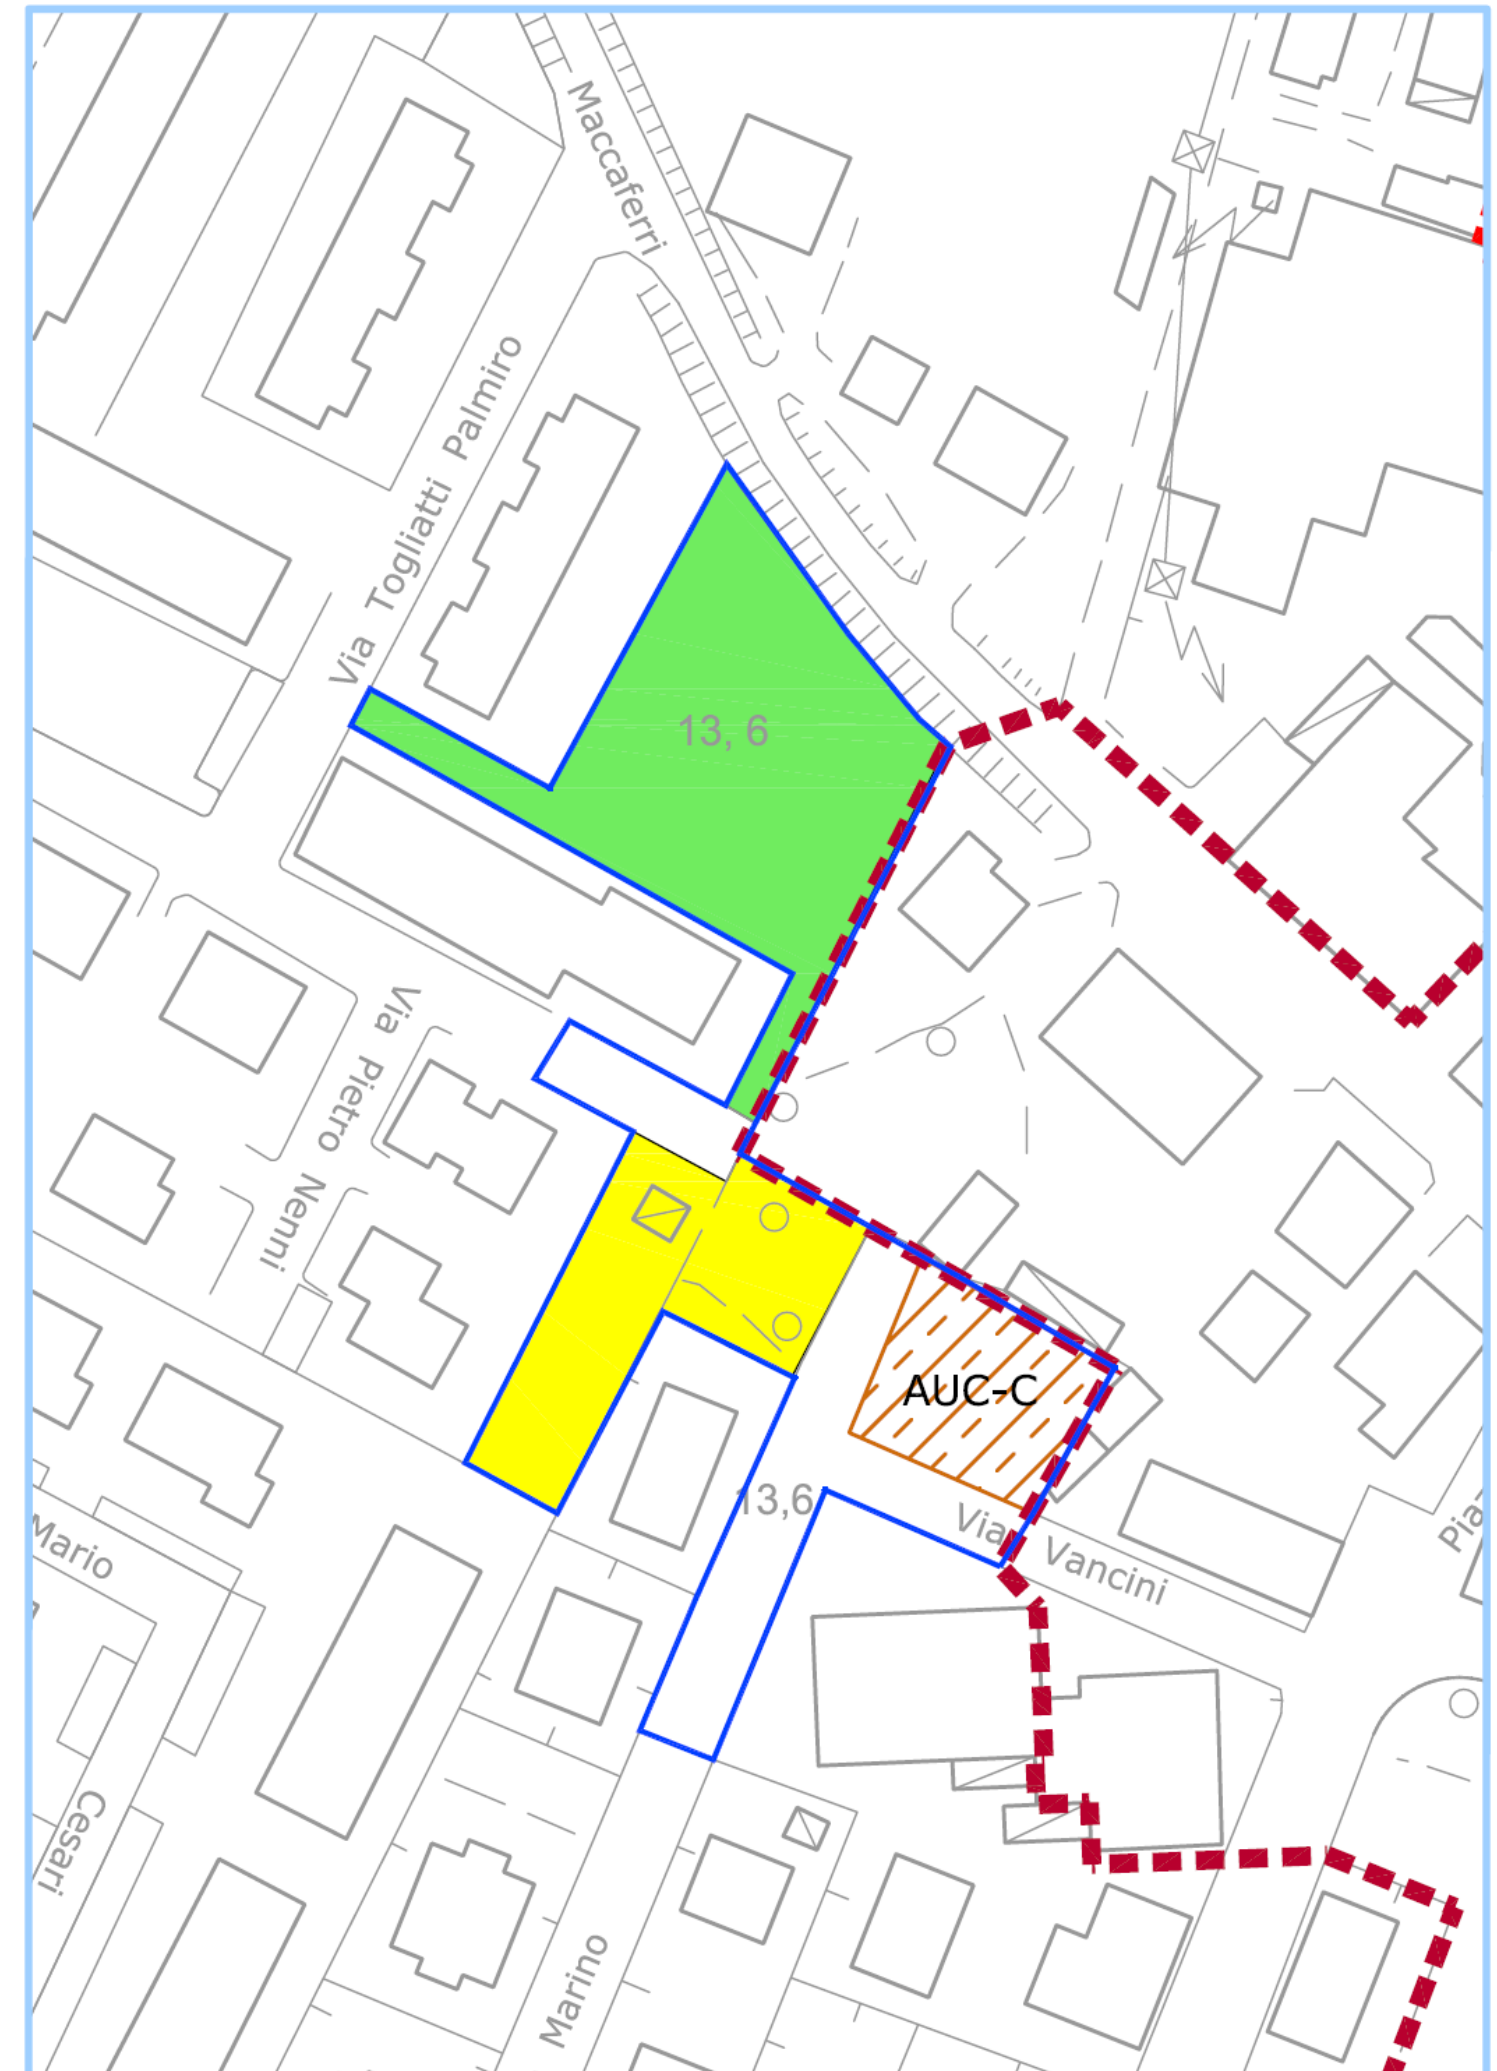 Maccaferri
Via Togliatti Palmiro
13, 6
Via Pietro Nenni
AUC-C
13,6
Via Vancini
Mario
Cesari
Marino